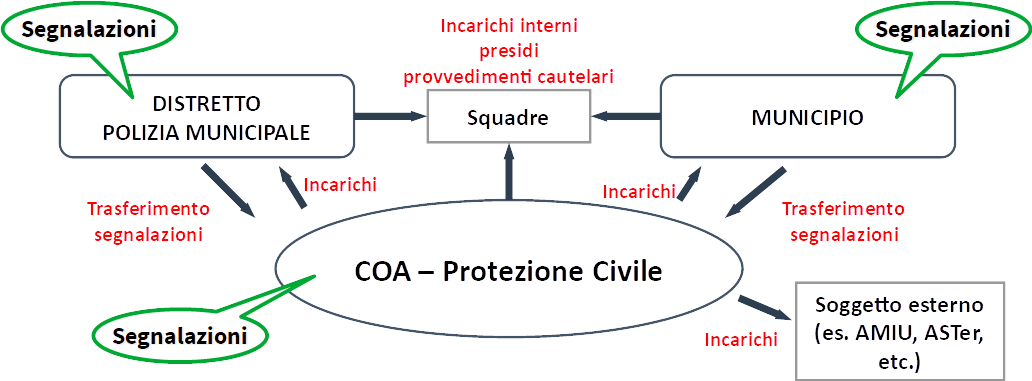 Segnalazioni
Incarichi interni
presidi
provvedimenti cautelari
Segnalazioni
DISTRETTO
POLIZIA MUNICIPALE
Squadre
MUNICIPIO
Incarichi
Incarichi
Trasferimento
segnalazioni
Trasferimento
segnalazioni
COA – Protezione Civile
Segnalazioni
Incarichi
Soggetto esterno
(es. AMIU, ASTer,
etc.)